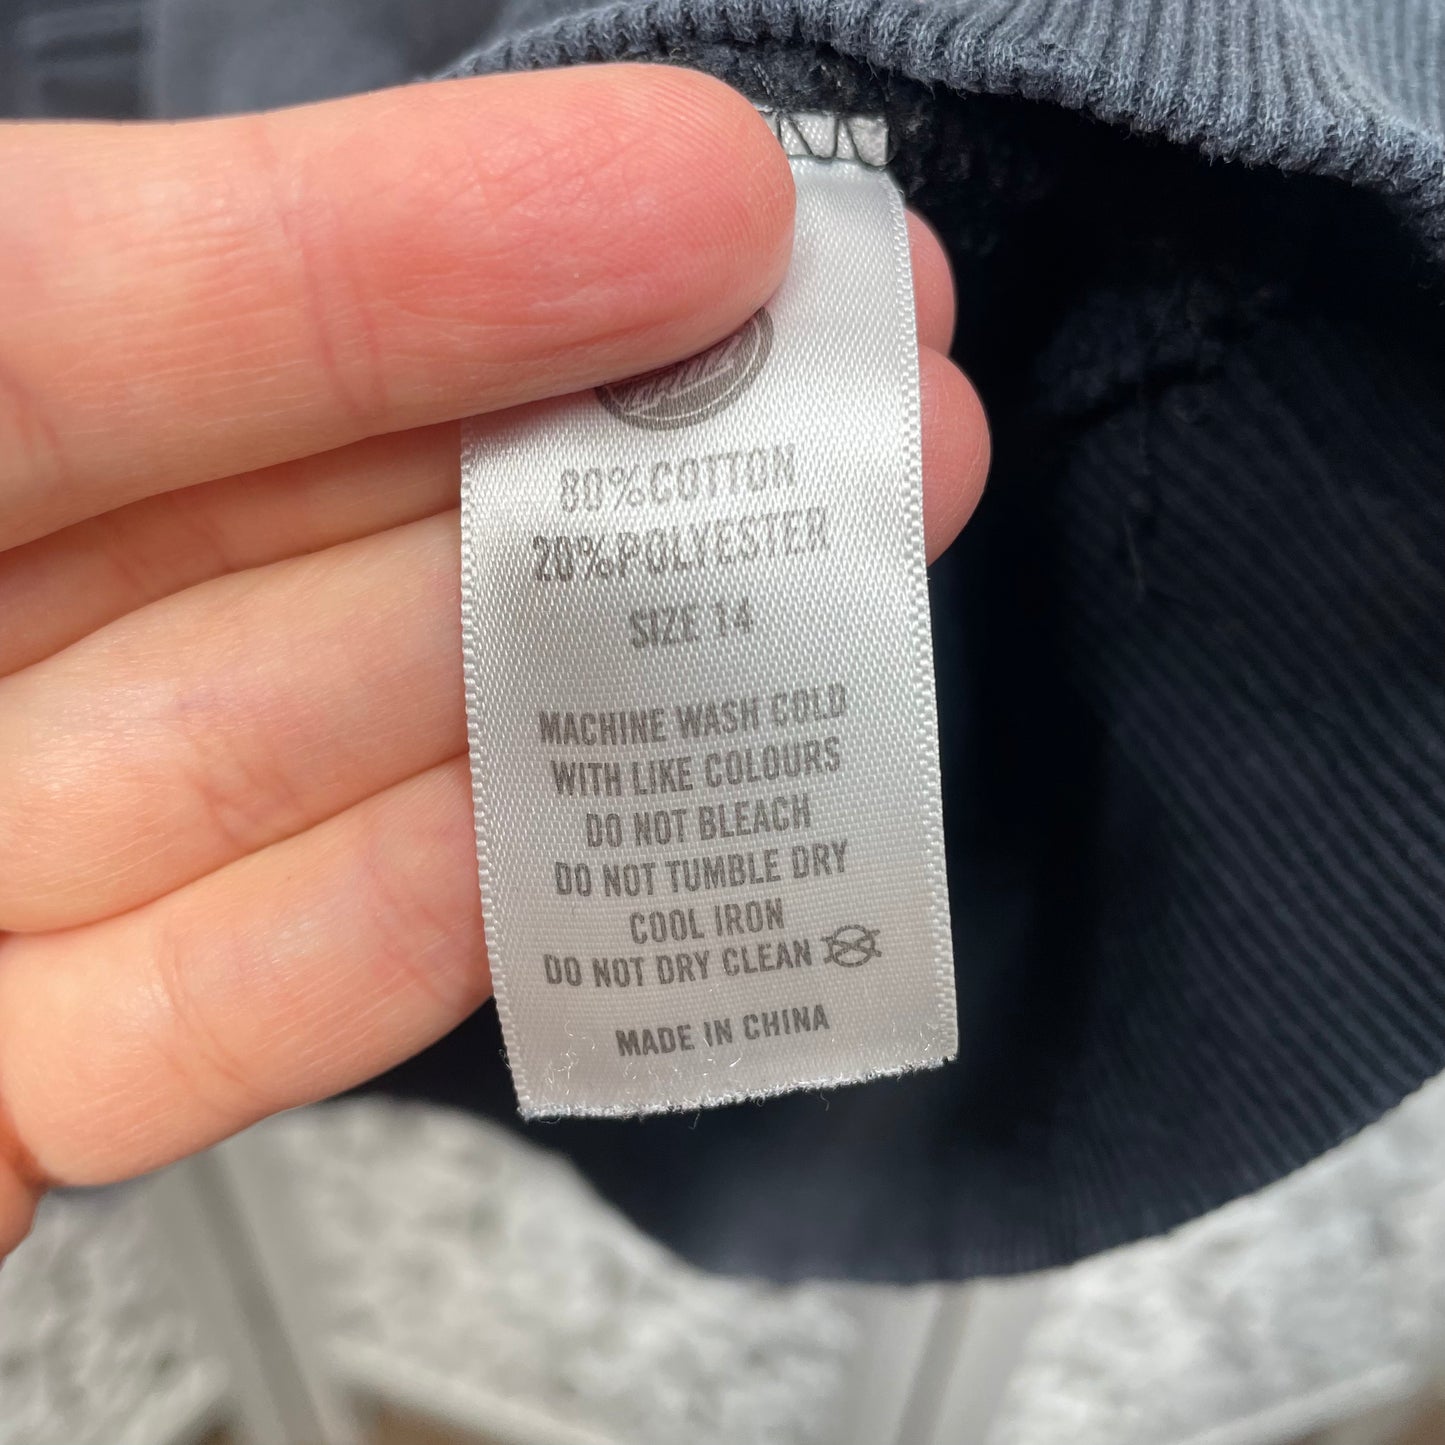 80%COTTON
20%POLYESTER
SIZE 14
MACHINE WASH COLD
WITH LIKE COLOURS
DO NOT BLEACH
DO NOT TUMBLE DRY
COOL IRON
DO NOT DRY CLEAN
MADE IN CHINA